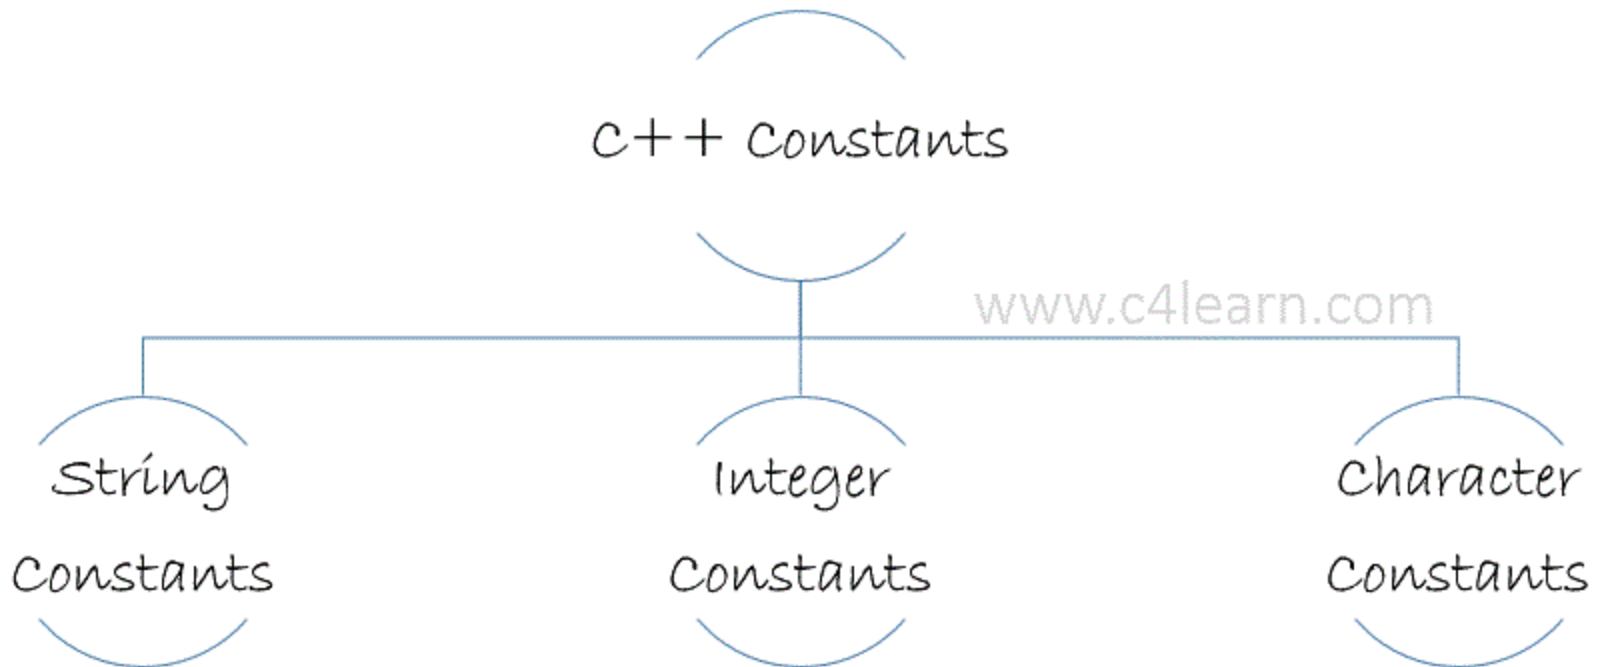 C++ Constants
www.c4learn.com
String
Constants
Integer
Constants
Character
Constants